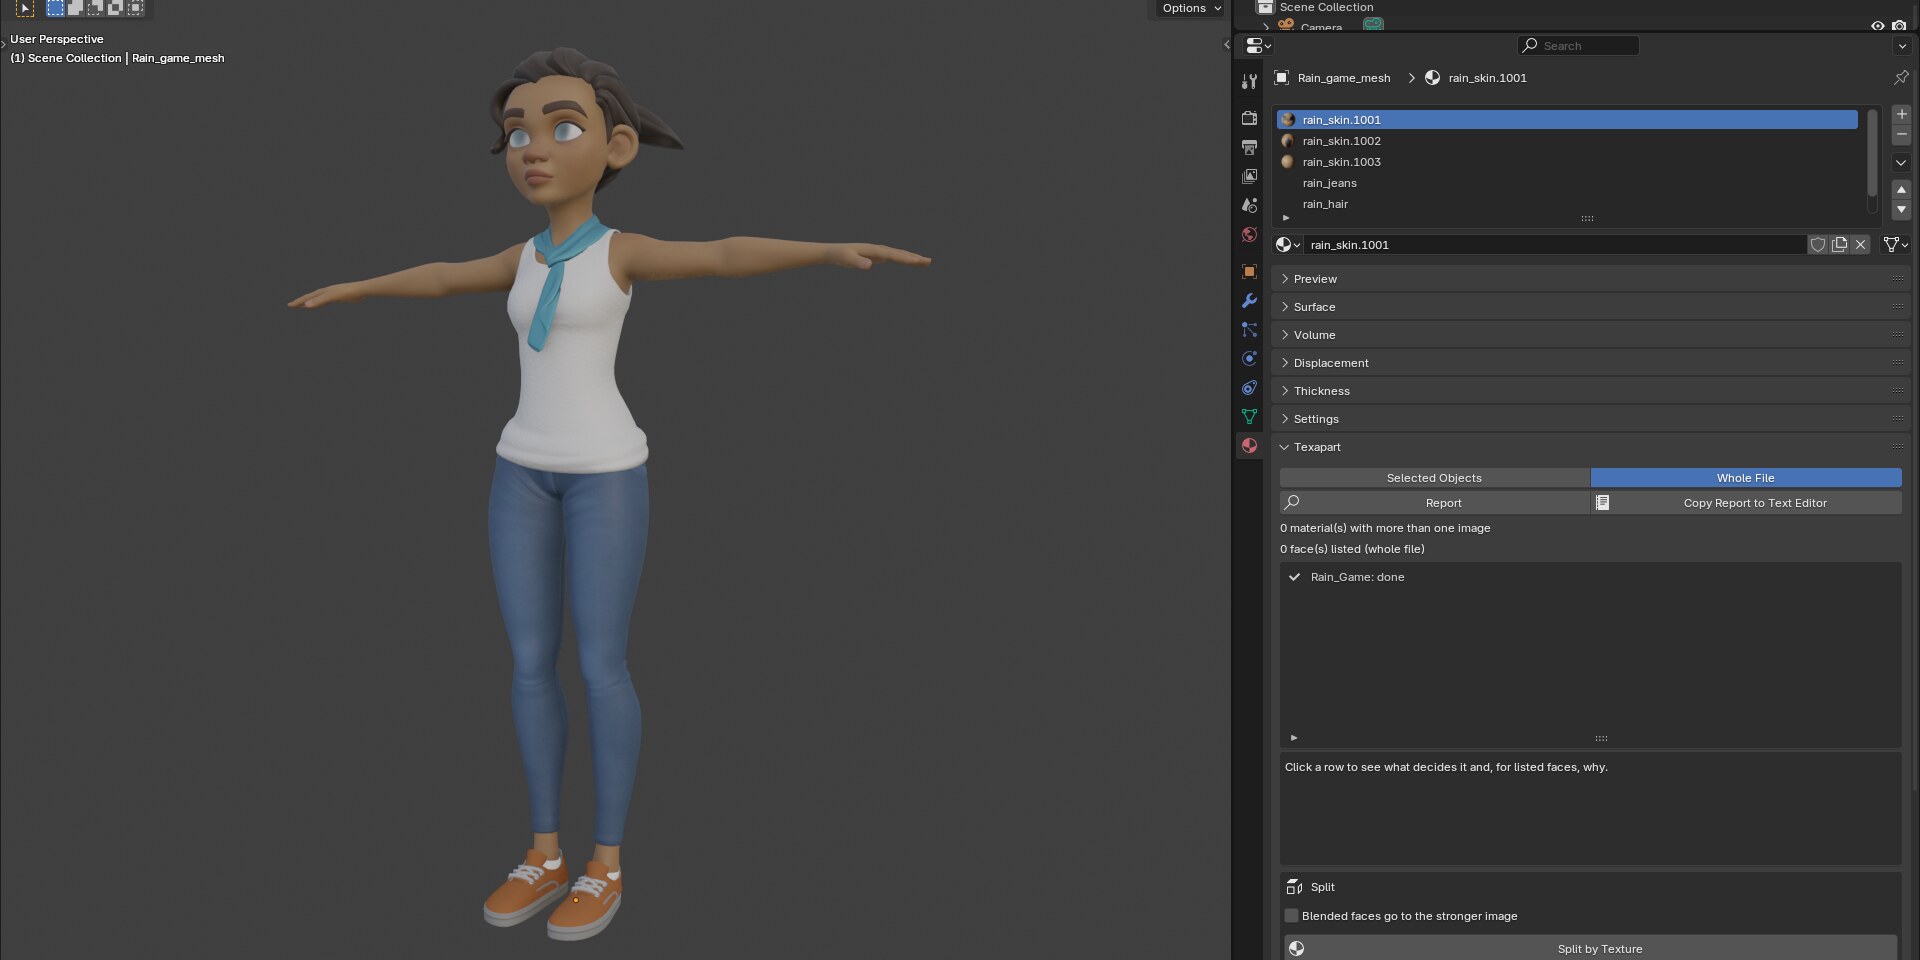 Options
Scene Collection
Camera
User Perspective
(1) Scene Collection | Rain_game_mesh
Search
Rain_game_mesh > rain_skin.1001
rain_skin.1001
rain_skin.1002
rain_skin.1003
rain_jeans
rain_hair
rain_skin.1001
Preview
Surface
Volume
Displacement
Thickness
Settings
Texapart
Selected Objects
Whole File
Report
Copy Report to Text Editor
0 material(s) with more than one image
0 face(s) listed (whole file)
Rain_Game: done
Click a row to see what decides it and, for listed faces, why.
Split
Blended faces go to the stronger image
Split by Texture